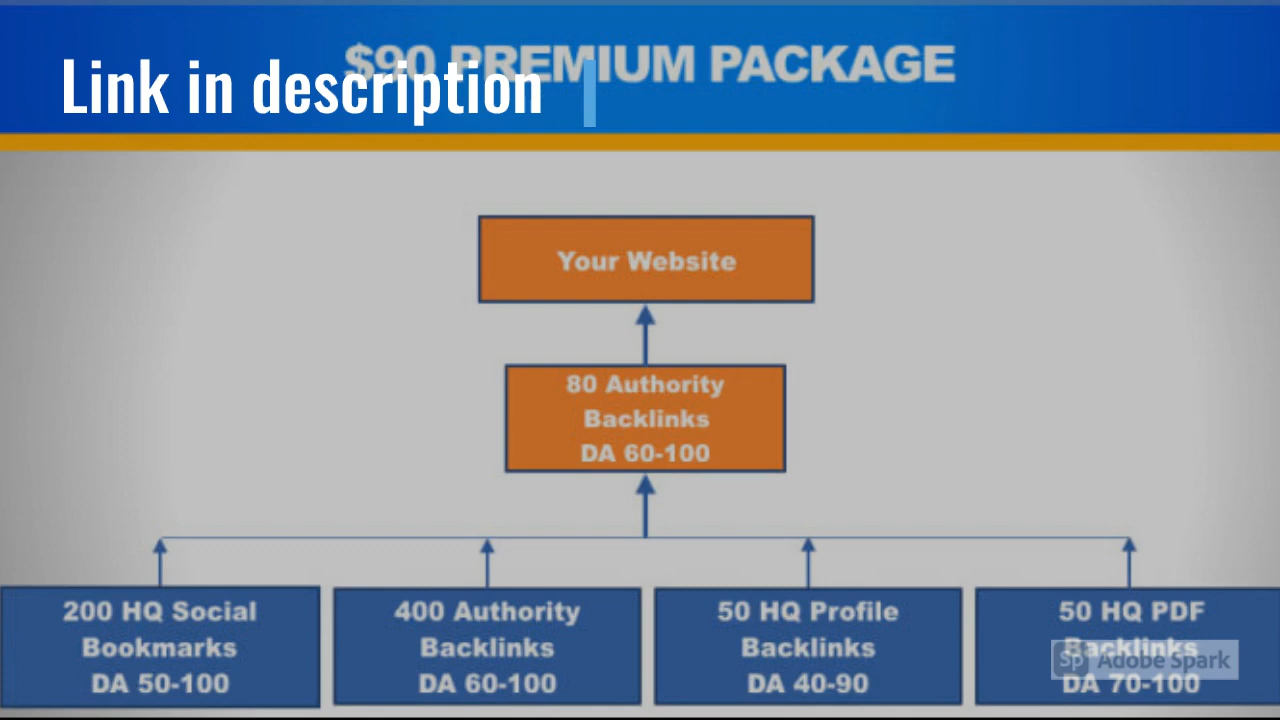 $90 PREMIUM PACKAGE
Link in description
Your Website
80 Authority
Backlinks
DA 60-100
200 HQ Social
Bookmarks
DA 50-100
400 Authority
Backlinks
DA 60-100
50 HQ Profile
Backlinks
DA 40-90
50 HQ PDF
Backlinks
DA 70-100
Sp Adobe Spark